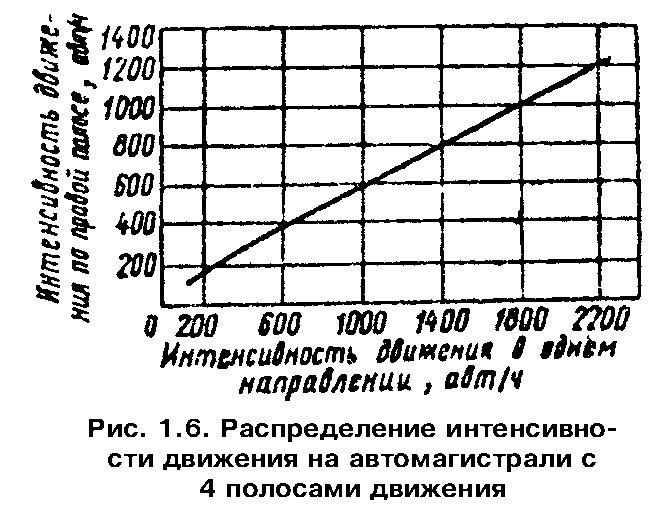 Интенсивность движе-
ния по правой полосе, авт/ч
1400
1200
1000
800
600
400
200
0 200 600 1000 1400 1800 2200
Интенсивность движения в одном
направлении, авт/ч
Рис. 1.6. Распределение интенсивно-
сти движения на автомагистрали с
4 полосами движения